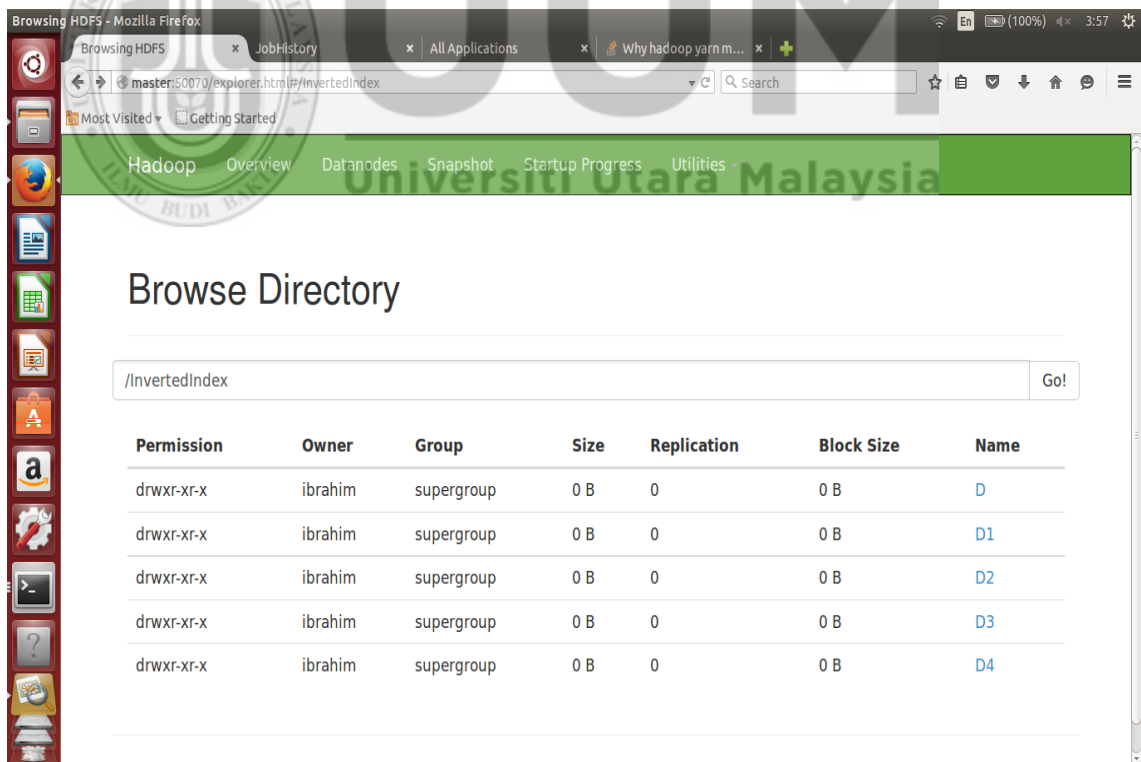 Browsing HDFS - Mozilla Firefox
En (100%) 3:57
Browsing HDFS × JobHistory × All Applications × Why hadoop yarn m... ×
master:50070/explorer.html#/InvertedIndex Search
Most Visited Getting Started
UUM
Hadoop Overview Datanodes Snapshot Startup Progress Utilities
Universiti Utara Malaysia
ILMU BUDI BAKTI
Browse Directory
/InvertedIndex Go!
Permission Owner Group Size Replication Block Size Name
drwxr-xr-x ibrahim supergroup 0 B 0 0 B D
drwxr-xr-x ibrahim supergroup 0 B 0 0 B D1
drwxr-xr-x ibrahim supergroup 0 B 0 0 B D2
drwxr-xr-x ibrahim supergroup 0 B 0 0 B D3
drwxr-xr-x ibrahim supergroup 0 B 0 0 B D4